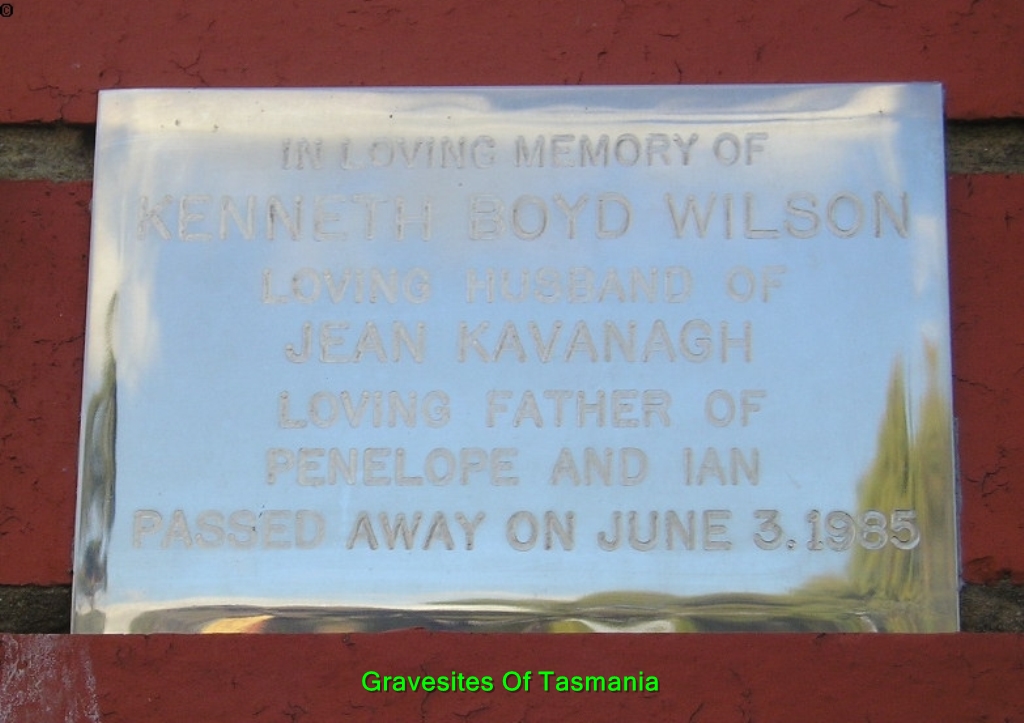 ©
IN LOVING MEMORY OF
KENNETH BOYD WILSON
LOVING HUSBAND OF
JEAN KAVANAGH
LOVING FATHER OF
PENELOPE AND IAN
PASSED AWAY ON JUNE 3. 1985
Gravesites Of Tasmania